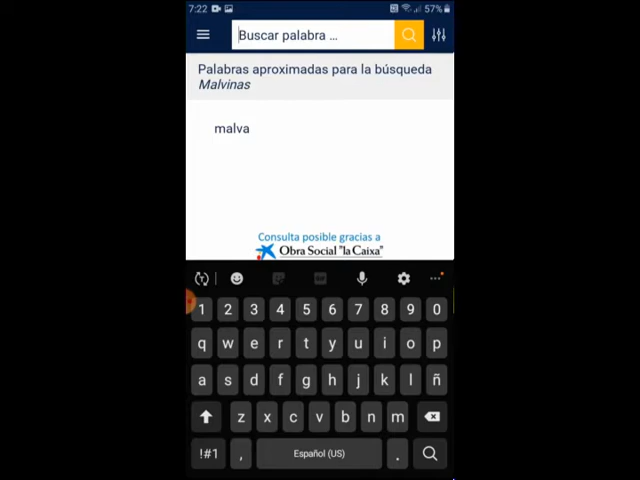 7:22 57%
Buscar palabra ...
Palabras aproximadas para la búsqueda
Malvinas
malva
Consulta posible gracias a
Obra Social "la Caixa"
1 2 3 4 5 6 7 8 9 0
q w e r t y u i o p
a s d f g h j k l ñ
z x c v b n m
!#1 , Español (US) .